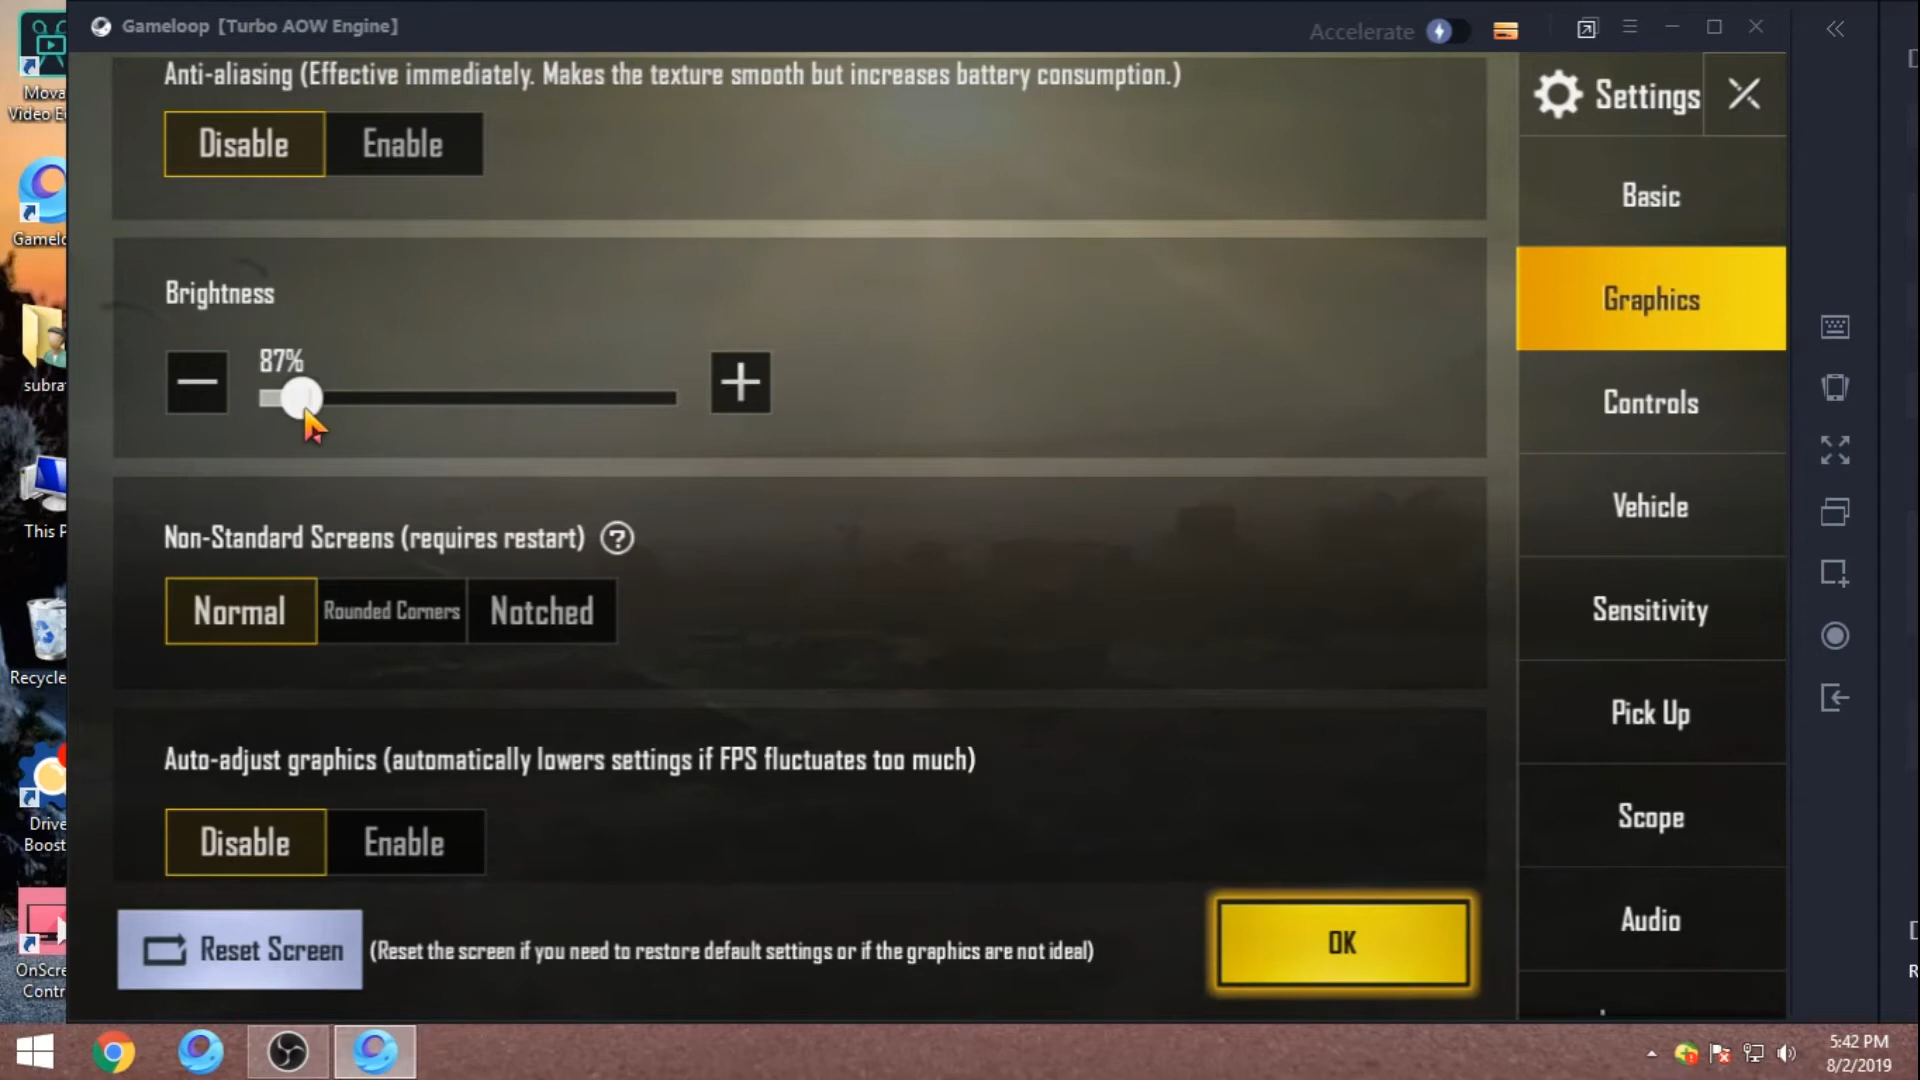 Gameloop [Turbo AOW Engine]
Accelerate
Anti-aliasing (Effective immediately. Makes the texture smooth but increases battery consumption.)
Disable
Enable
Brightness
87%
Non-Standard Screens (requires restart) ?
Normal
Rounded Corners
Notched
Auto-adjust graphics (automatically lowers settings if FPS fluctuates too much)
Disable
Enable
Reset Screen
(Reset the screen if you need to restore default settings or if the graphics are not ideal)
OK
Settings
Basic
Graphics
Controls
Vehicle
Sensitivity
Pick Up
Scope
Audio
Mova
Video E
Gamelo
subra
This P
Recycle
Drive
Boost
OnScre
Contr
R
5:42 PM
8/2/2019